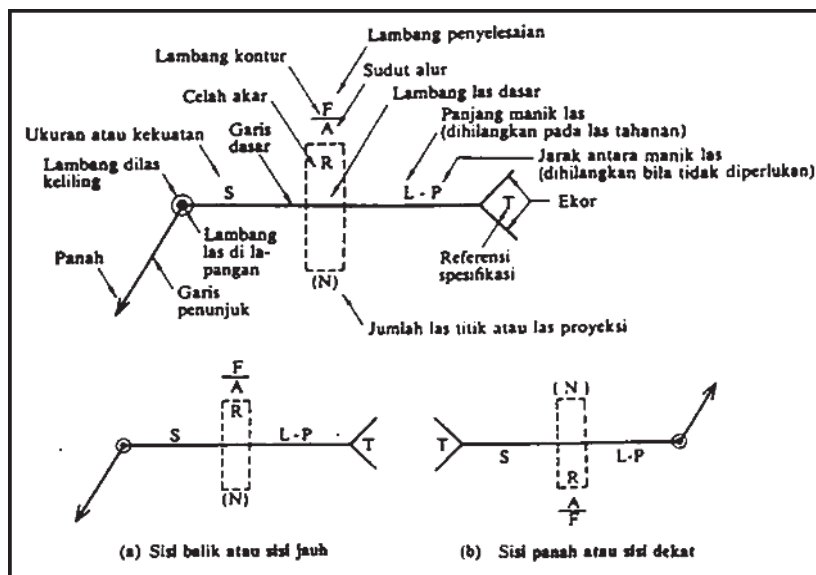 Lambang penyelesaian
Lambang kontur
Sudut alur
Celah akar
F
A
Lambang las dasar
Panjang manik las
(dihilangkan pada las tahanan)
Ukuran atau kekuatan
Garis
dasar
R
Jarak antara manik las
(dihilangkan bila tidak diperlukan)
Lambang dilas
keliling
S
L - P
T
Ekor
Lambang
las di la-
pangan
Referensi
spesifikasi
Panah
Garis
penunjuk
(N)
Jumlah las titik atau las proyeksi
F
A
R
S
L - P
T
(N)
(a) Sisi balik atau sisi jauh
(N)
T
S
L-P
R
A
F
(b) Sisi panah atau sisi dekat